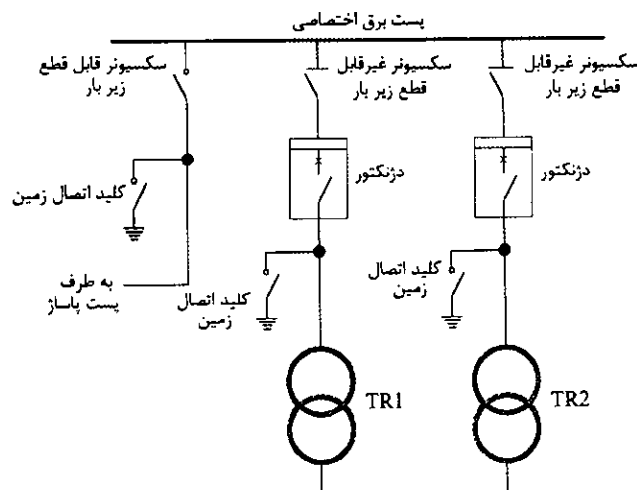 پست برق اختصاصی
سکسیونر قابل قطع
زیر بار
سکسیونر غیرقابل
قطع زیر بار
سکسیونر غیرقابل
قطع زیر بار
دژنکتور
دژنکتور
کلید اتصال زمین
به طرف
پست پاساژ
کلید اتصال
زمین
کلید اتصال
زمین
TR1
TR2